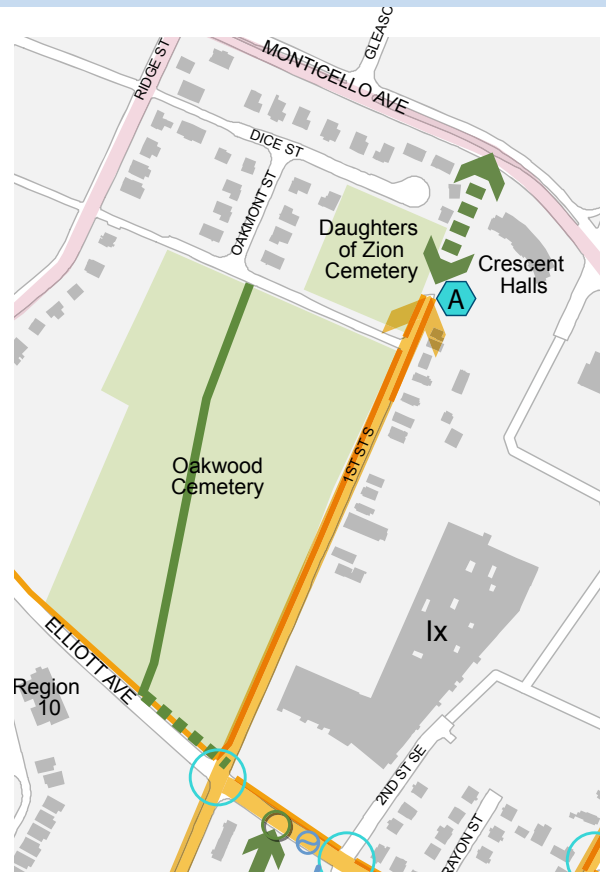 GLEASO
MONTICELLO AVE
RIDGE ST
DICE ST
OAKMONT ST
Daughters
of Zion
Cemetery
Crescent
Halls
A
1ST ST S
Oakwood
Cemetery
Ix
ELLIOTT AVE
Region
10
2ND ST SE
RAYON ST